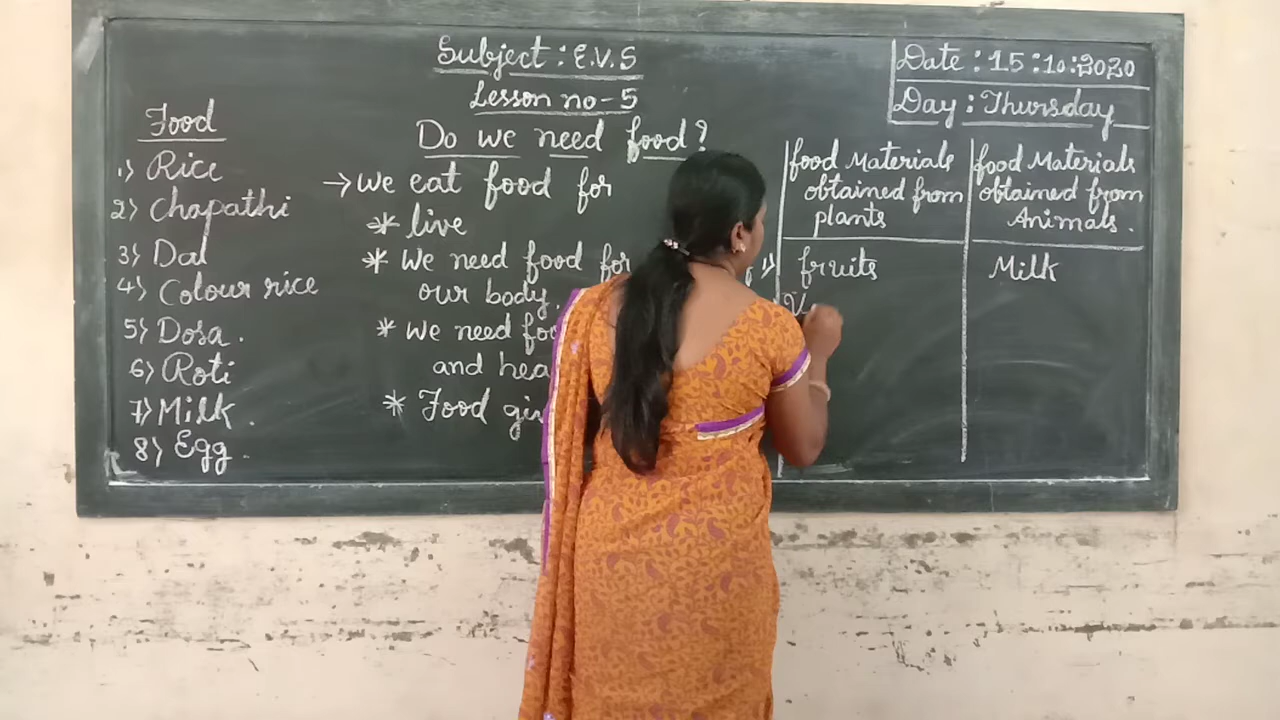 Subject : E.V.S
Lesson no - 5
Do we need food?
Date : 15:10:2020
Day : Thursday
Food
1) Rice
2) Chapathi
3) Dal
4) Colour rice
5) Dosa.
6) Roti
7) Milk.
8) Egg.
→ We eat food for
* live
* We need food for
our body.
* We need
and
* Food
food Materials
obtained from
plants
food Materials
obtained from
Animals.
1) fruits
Milk